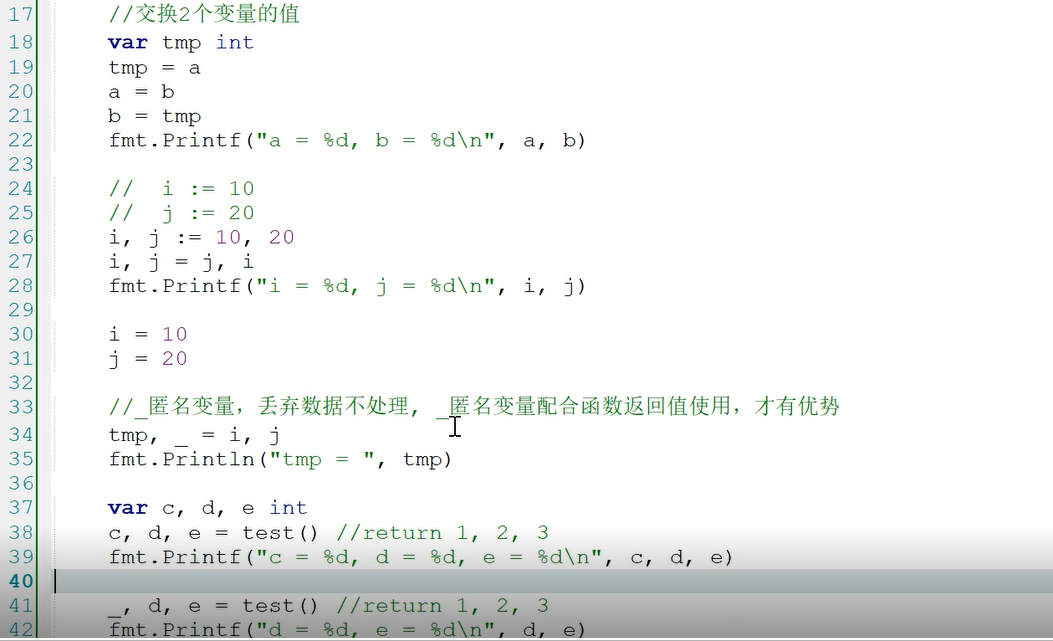 17 //交换2个变量的值
18 var tmp int
19 tmp = a
20 a = b
21 b = tmp
22 fmt.Printf("a = %d, b = %d\n", a, b)
23
24 //  i := 10
25 //  j := 20
26 i, j := 10, 20
27 i, j = j, i
28 fmt.Printf("i = %d, j = %d\n", i, j)
29
30 i = 10
31 j = 20
32
33 //_匿名变量，丢弃数据不处理, _匿名变量配合函数返回值使用，才有优势
34 tmp, _ = i, j
35 fmt.Println("tmp = ", tmp)
36
37 var c, d, e int
38 c, d, e = test() //return 1, 2, 3
39 fmt.Printf("c = %d, d = %d, e = %d\n", c, d, e)
40
41 _, d, e = test() //return 1, 2, 3
42 fmt.Printf("d = %d, e = %d\n", d, e)